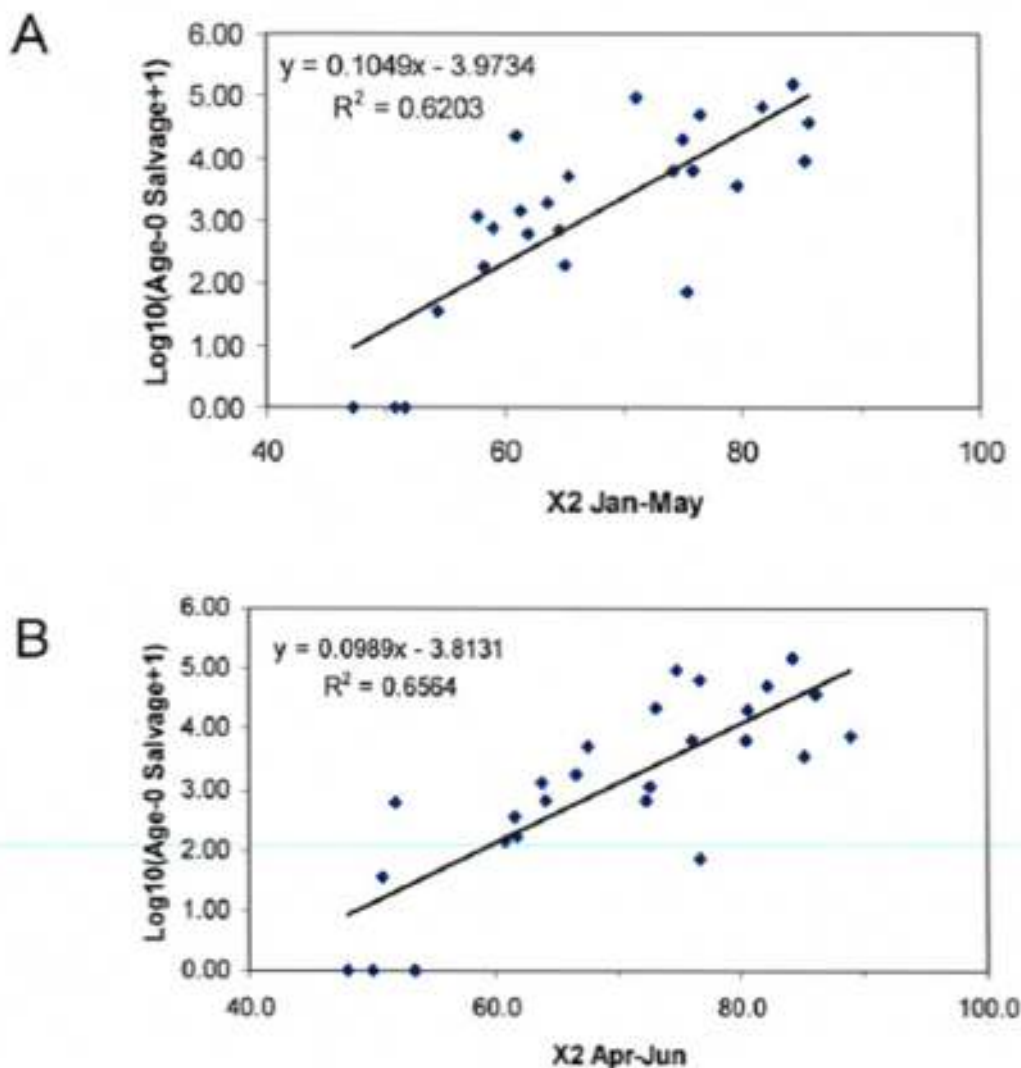 A
y = 0.1049x - 3.9734
R² = 0.6203
Log10(Age-0 Salvage+1)
6.00
5.00
4.00
3.00
2.00
1.00
0.00
40
60
80
100
X2 Jan-May
B
y = 0.0989x - 3.8131
R² = 0.6564
Log10(Age-0 Salvage+1)
6.00
5.00
4.00
3.00
2.00
1.00
0.00
40.0
60.0
80.0
100.0
X2 Apr-Jun